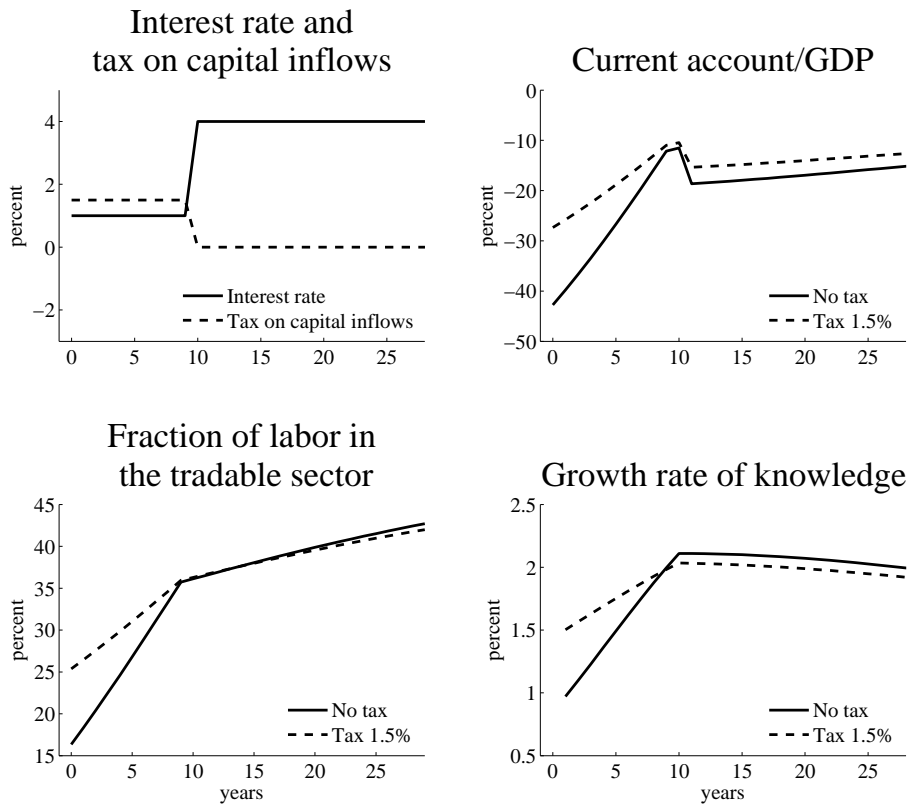 Interest rate and
tax on capital inflows
4
2
0
−2
percent
0
5
10
15
20
25
Interest rate
Tax on capital inflows
Current account/GDP
0
−10
−20
−30
−40
−50
percent
0
5
10
15
20
25
No tax
Tax 1.5%
Fraction of labor in
the tradable sector
45
40
35
30
25
20
15
percent
0
5
10
15
20
25
years
No tax
Tax 1.5%
Growth rate of knowledge
2.5
2
1.5
1
0.5
percent
0
5
10
15
20
25
years
No tax
Tax 1.5%